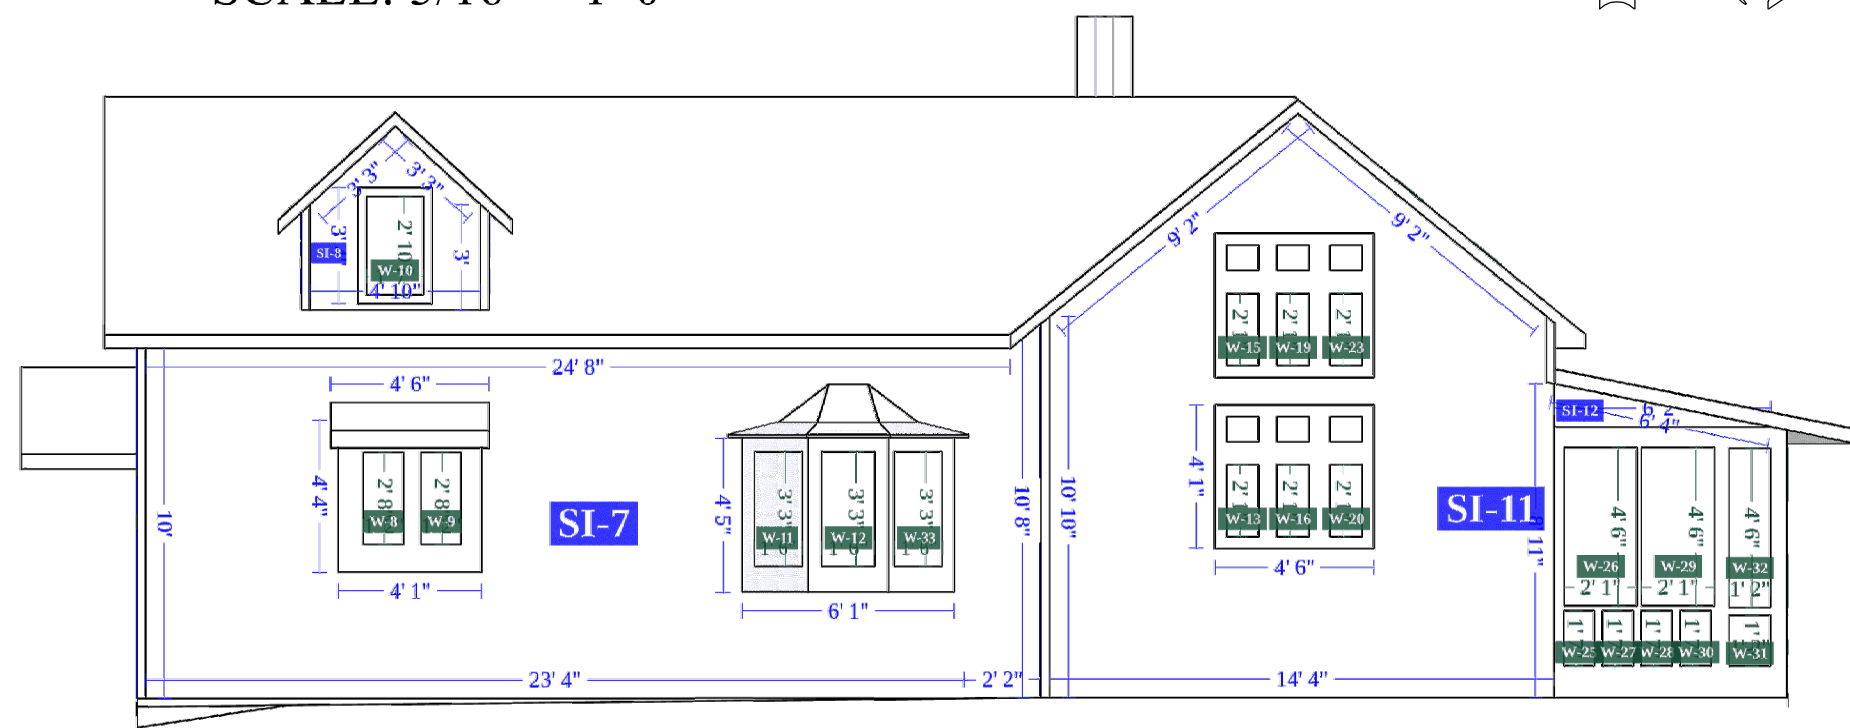 3' 3"
3' 3"
2' 10"
3'
SI-8
3'
W-10
4' 10"
9' 2"
9' 2"
W-15
W-19
W-23
24' 8"
4' 6"
SI-12
6' 4"
4' 4"
2' 8"
2' 8"
W-8
W-9
4' 1"
10'
SI-7
4' 5"
3' 3"
3' 3"
3' 3"
W-11
W-12
W-33
6' 1"
10' 8"
10' 10"
4' 1"
W-13
W-16
W-20
4' 6"
SI-11
4' 6"
4' 6"
4' 6"
W-26
W-29
W-32
2' 1"
2' 1"
1' 2"
W-25
W-27
W-28
W-30
W-31
23' 4"
2' 2"
14' 4"